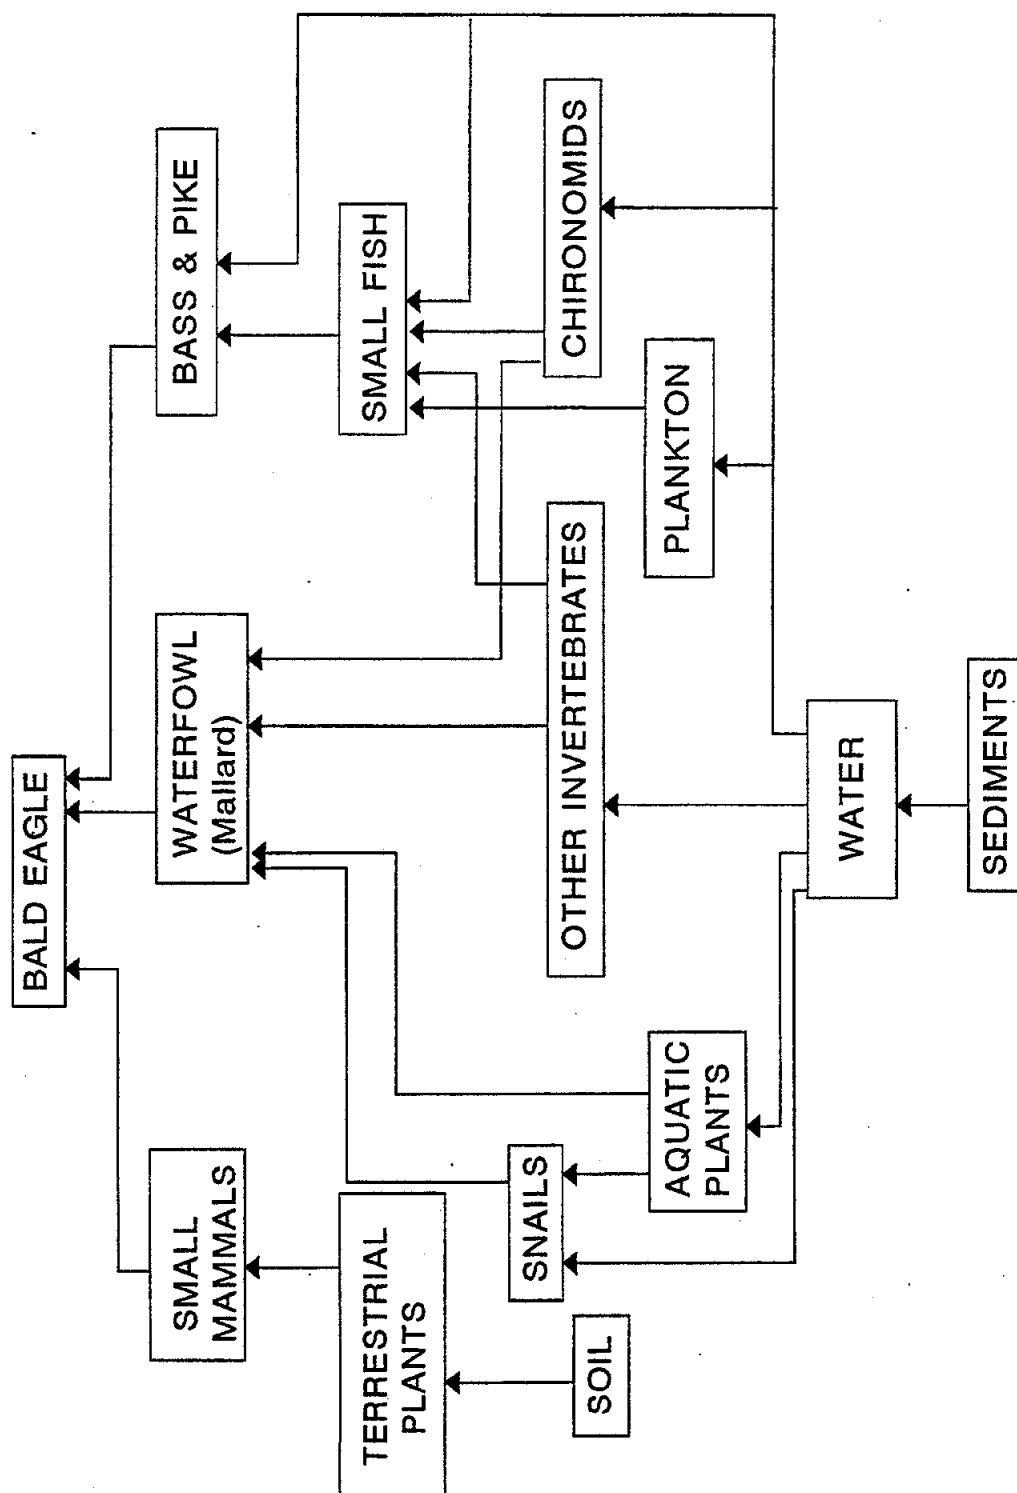 BALD EAGLE
SMALL
MAMMALS
WATERFOWL
(Mallard)
BASS & PIKE
TERRESTRIAL
PLANTS
SMALL FISH
SNAILS
OTHER INVERTEBRATES
CHIRONOMIDS
SOIL
AQUATIC
PLANTS
PLANKTON
WATER
SEDIMENTS